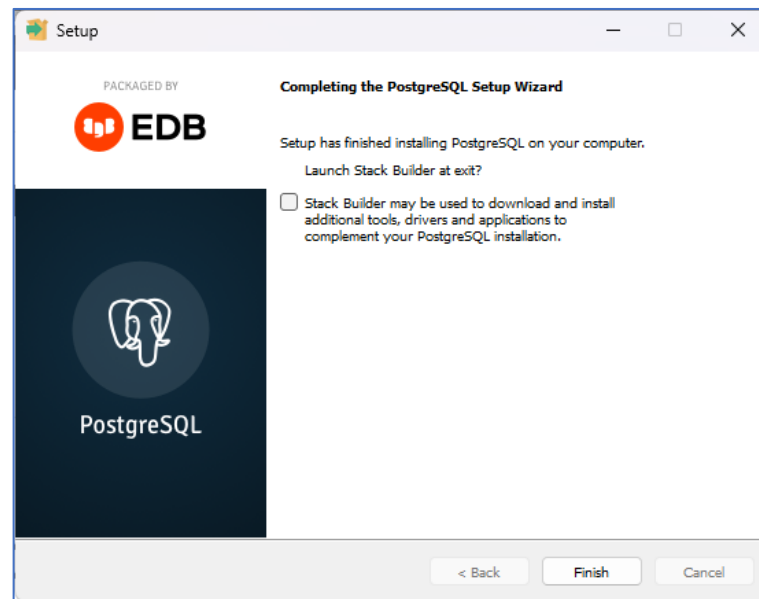 Setup
PACKAGED BY
EDB
PostgreSQL
Completing the PostgreSQL Setup Wizard
Setup has finished installing PostgreSQL on your computer.
Launch Stack Builder at exit?
Stack Builder may be used to download and install
additional tools, drivers and applications to
complement your PostgreSQL installation.
< Back
Finish
Cancel